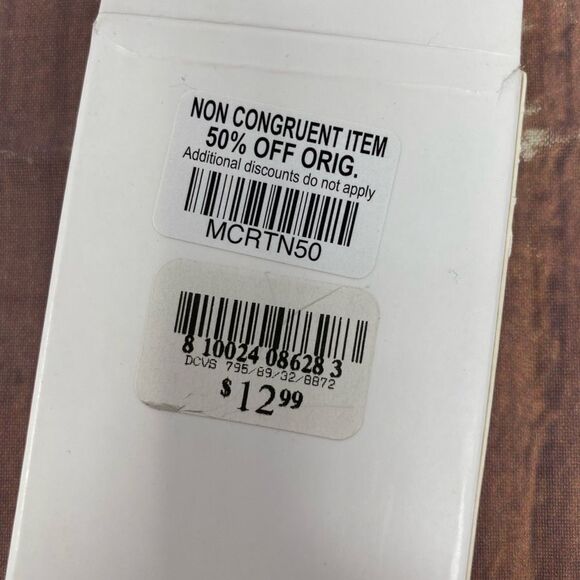 NON CONGRUENT ITEM
50% OFF ORIG.
Additional discounts do not apply
MCRTN50
8 10024 08628 3
DCVS 795/89/32/8872
$12.99